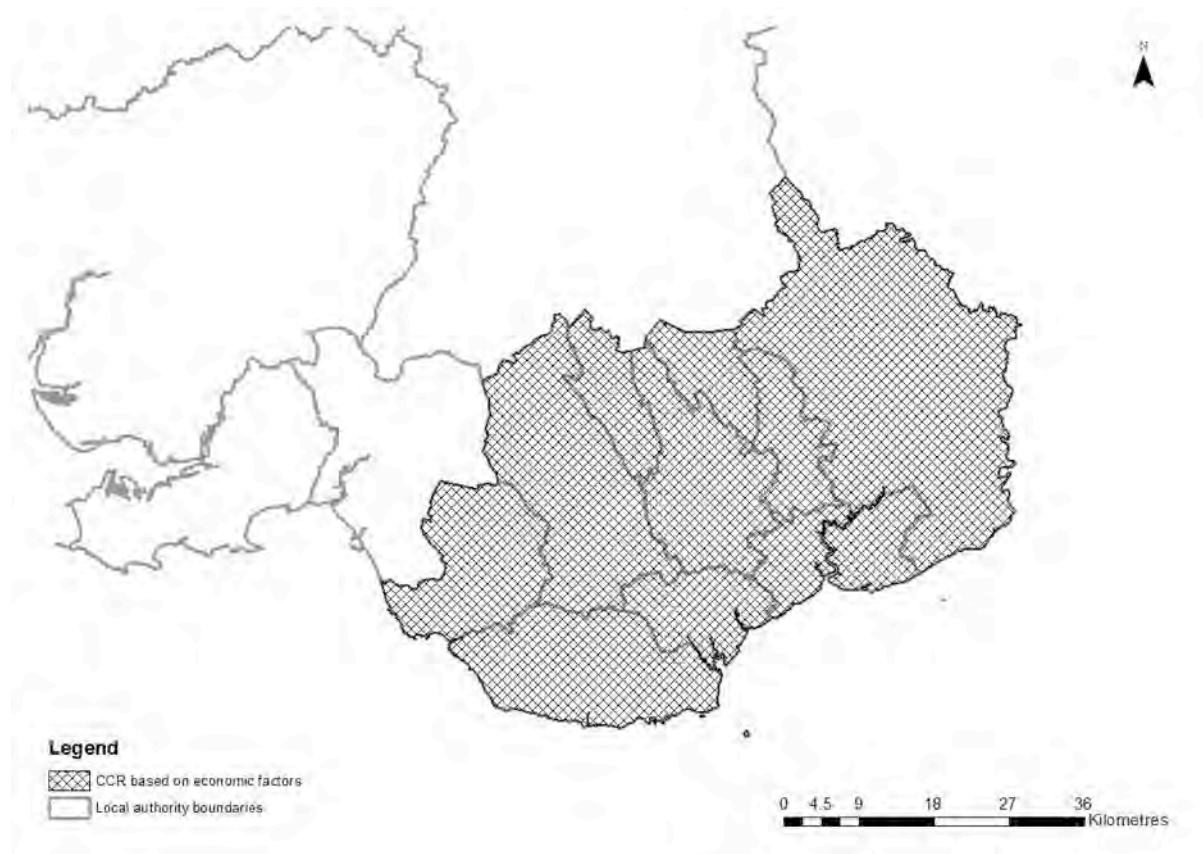 N
Legend
CCR based on economic factors
Local authority boundaries
0 4.5 9 18 27 36
Kilometres